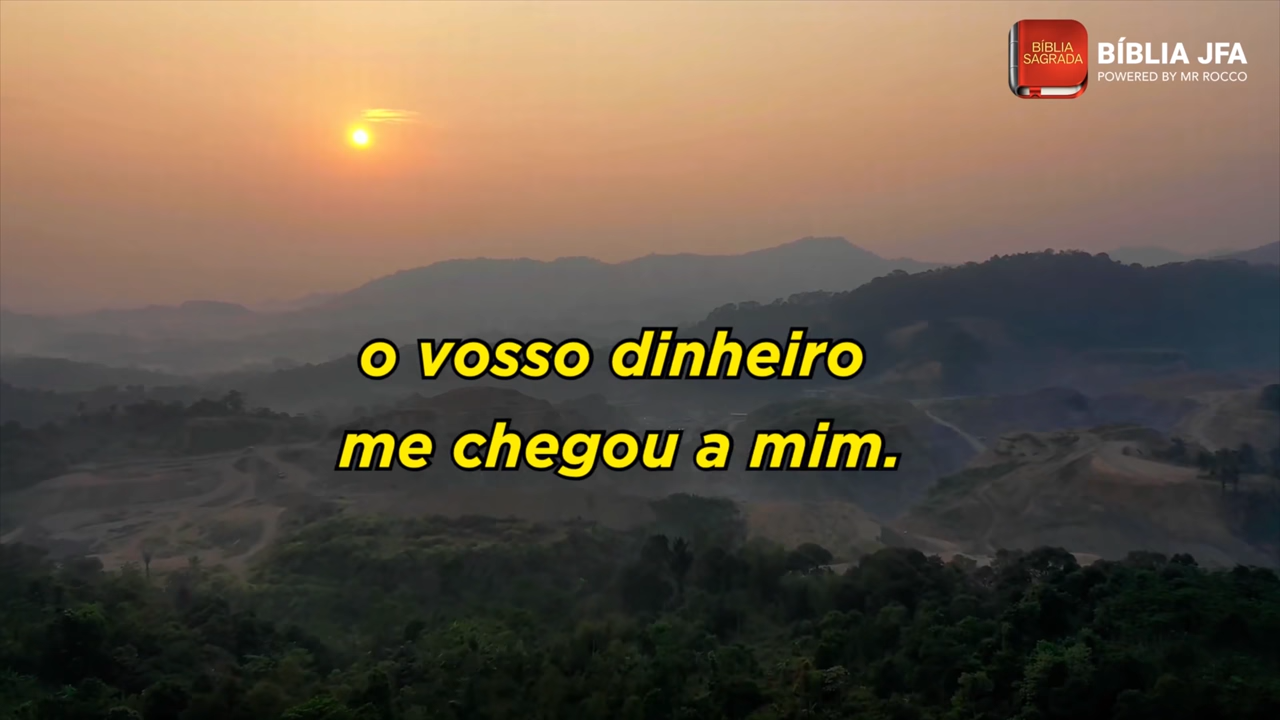 BÍBLIA
SAGRADA
BÍBLIA JFA
POWERED BY MR ROCCO
o vosso dinheiro
me chegou a mim.